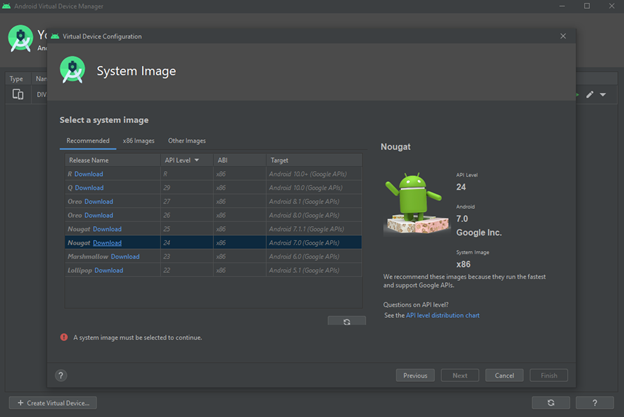 Android Virtual Device Manager
Virtual Device Configuration
System Image
Type
DIV
Select a system image
Recommended x86 Images Other Images
Release Name API Level ABI Target
R Download R x86 Android 10.0+ (Google APIs)
Q Download 29 x86 Android 10.0 (Google APIs)
Oreo Download 27 x86 Android 8.1 (Google APIs)
Oreo Download 26 x86 Android 8.0 (Google APIs)
Nougat Download 25 x86 Android 7.1.1 (Google APIs)
Nougat Download 24 x86 Android 7.0 (Google APIs)
Marshmallow Download 23 x86 Android 6.0 (Google APIs)
Lollipop Download 22 x86 Android 5.1 (Google APIs)
Nougat
API Level
24
Android
7.0
Google Inc.
System Image
x86
We recommend these images because they run the fastest
and support Google APIs.
Questions on API level?
See the API level distribution chart
A system image must be selected to continue.
? Previous Next Cancel Finish
+ Create Virtual Device... ?